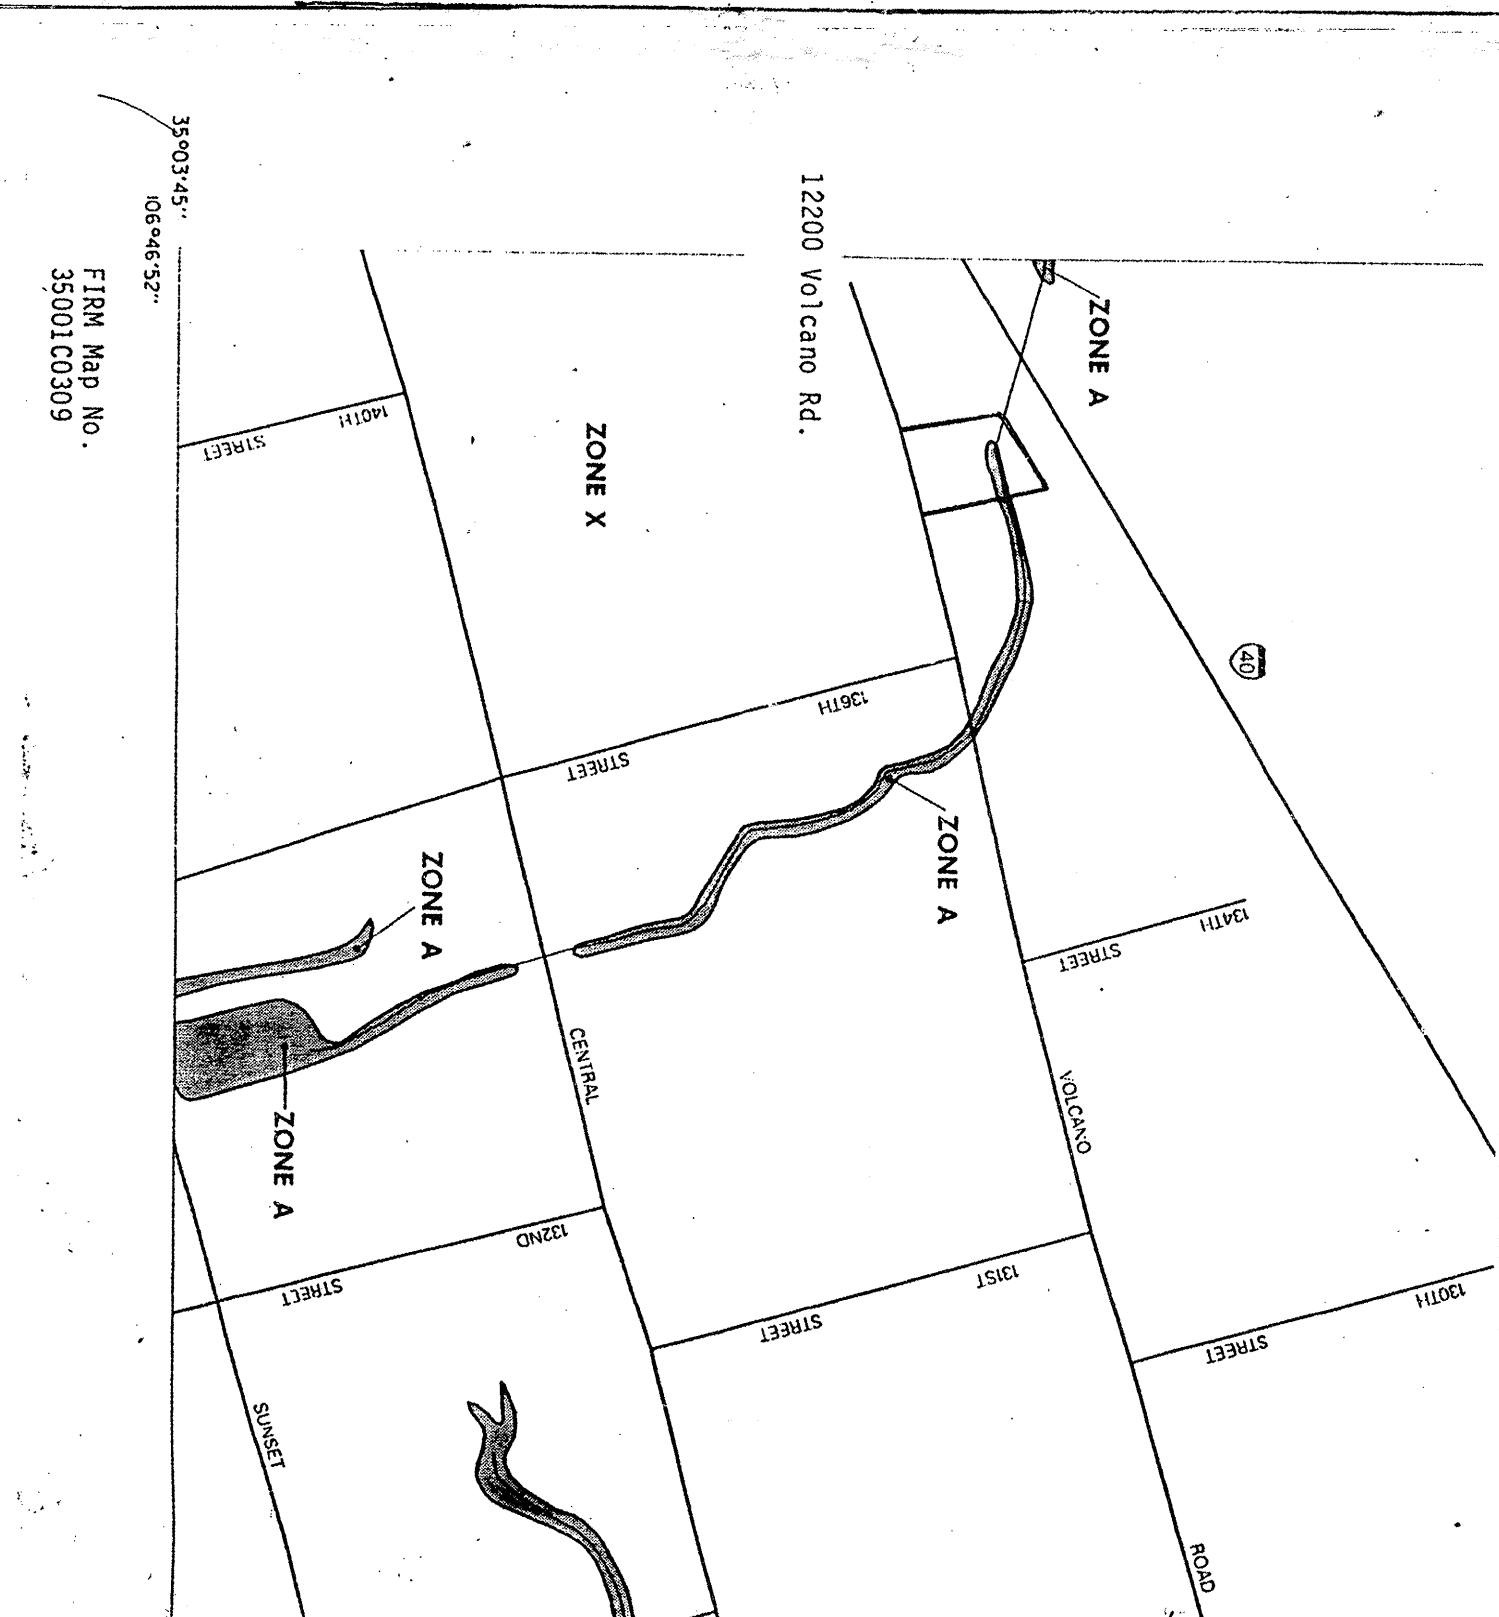 ZONE A
40
12200 Volcano Rd.
ZONE X
136TH
STREET
134TH
STREET
ZONE A
130TH
STREET
131ST
STREET
VOLCANO
ROAD
140TH
STREET
CENTRAL
ZONE A
ZONE A
132ND
STREET
SUNSET
35°03'45"
106°46'52"
FIRM Map No.
35001C0309